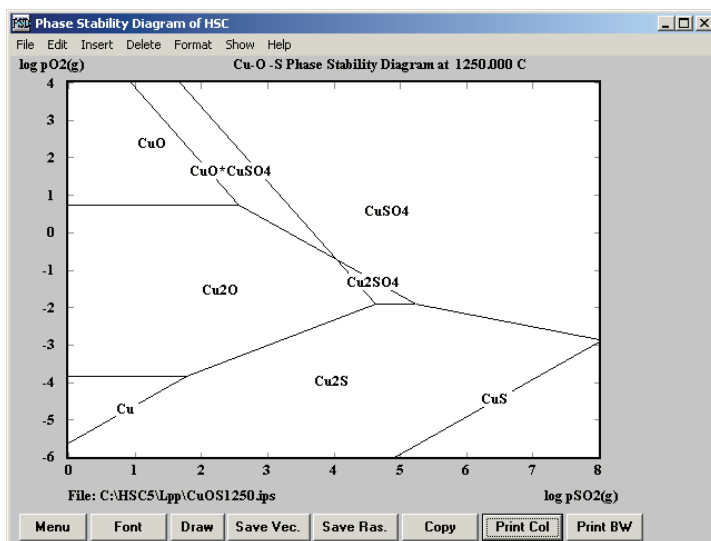 Phase Stability Diagram of HSC
File Edit Insert Delete Format Show Help
log pO2(g)
Cu-O -S Phase Stability Diagram at 1250.000 C
4
3
2
1
0
-1
-2
-3
-4
-5
-6
CuO
CuO*CuSO4
CuSO4
Cu2SO4
Cu2O
Cu2S
CuS
Cu
0 1 2 3 4 5 6 7 8
File: C:\HSC5\Lpp\CuOS1250.ips
log pSO2(g)
Menu Font Draw Save Vec. Save Ras. Copy Print Col Print BW